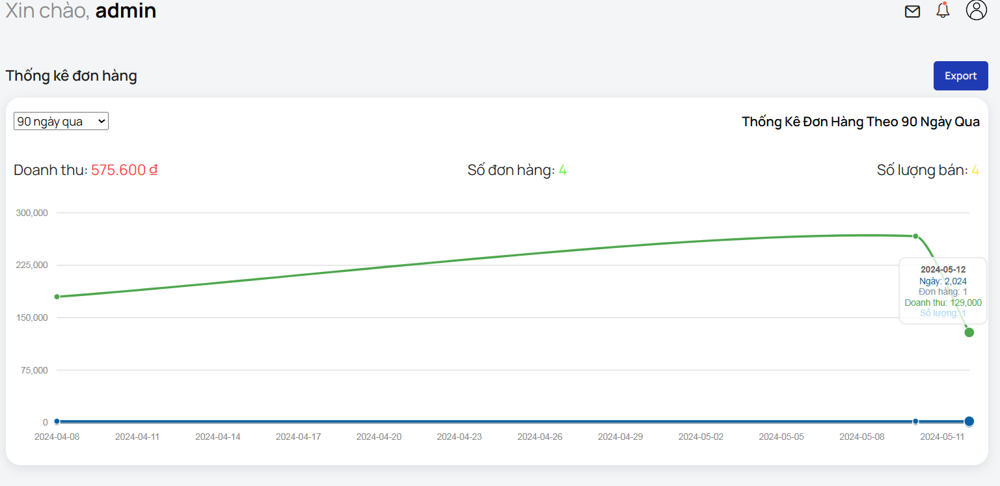 Xin chào, admin
Thống kê đơn hàng
Export
90 ngày qua
Thống Kê Đơn Hàng Theo 90 Ngày Qua
Doanh thu: 575.600 ₫
Số đơn hàng: 4
Số lượng bán: 4
300,000
225,000
150,000
75,000
0
2024-05-12
Ngày: 2,024
Đơn hàng: 1
Doanh thu: 129,000
Số lượng: 1
2024-04-08
2024-04-11
2024-04-14
2024-04-17
2024-04-20
2024-04-23
2024-04-26
2024-04-29
2024-05-02
2024-05-05
2024-05-08
2024-05-11